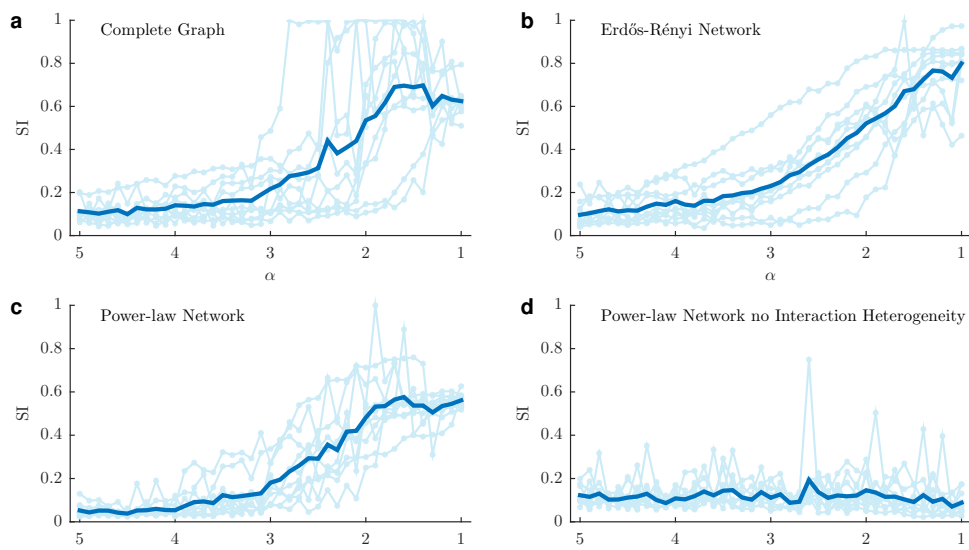 a
Complete Graph
1
0.8
0.6
0.4
0.2
0
SI
5 4 3 2 1
α
b
Erdős-Rényi Network
1
0.8
0.6
0.4
0.2
0
SI
5 4 3 2 1
α
c
Power-law Network
1
0.8
0.6
0.4
0.2
0
SI
5 4 3 2 1
d
Power-law Network no Interaction Heterogeneity
1
0.8
0.6
0.4
0.2
0
SI
5 4 3 2 1